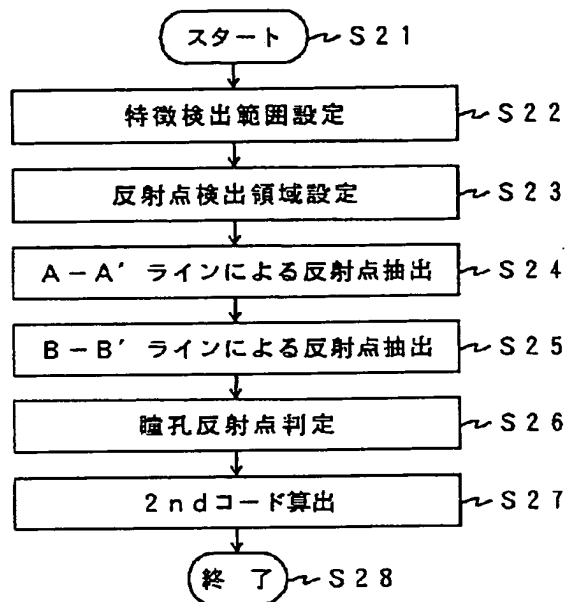 スタート S21
特徴検出範囲設定 S22
反射点検出領域設定 S23
A-A′ラインによる反射点抽出 S24
B-B′ラインによる反射点抽出 S25
瞳孔反射点判定 S26
2ndコード算出 S27
終了 S28